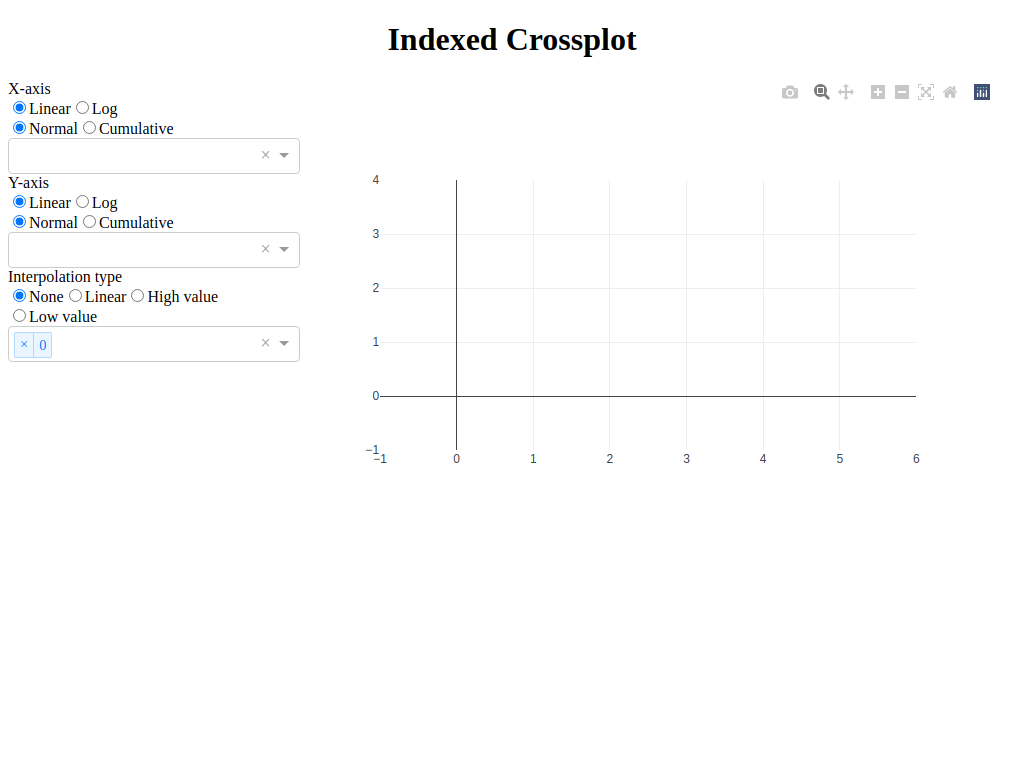 Indexed Crossplot
X-axis
Linear Log
Normal Cumulative
×
Y-axis
Linear Log
Normal Cumulative
×
Interpolation type
None Linear High value
Low value
× 0 ×
4
3
2
1
0
−1
−1 0 1 2 3 4 5 6